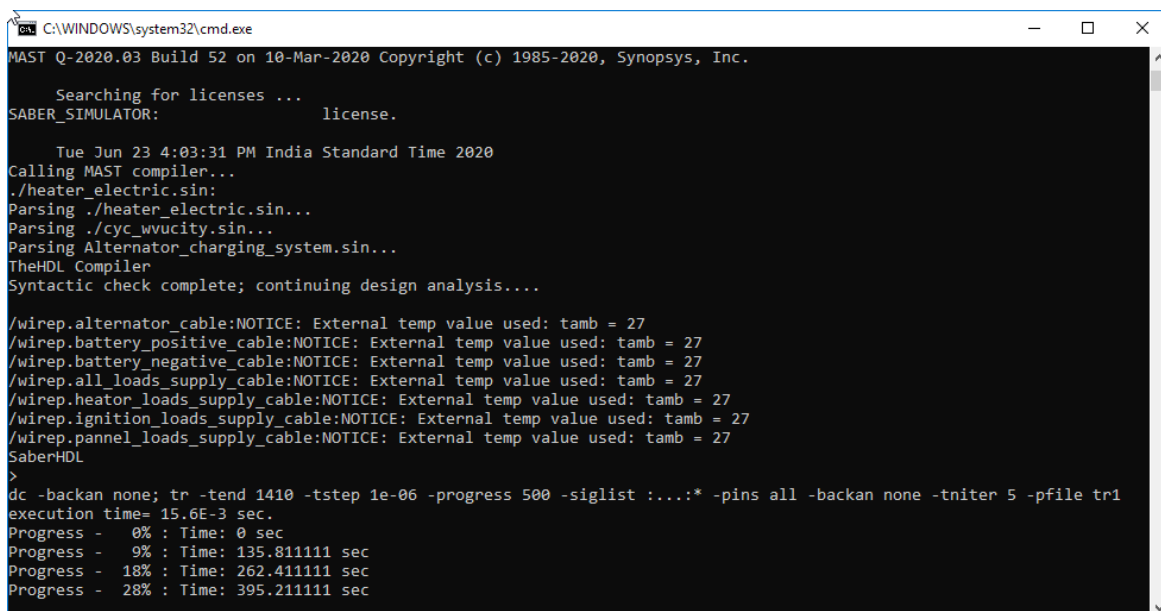 C:\WINDOWS\system32\cmd.exe
MAST Q-2020.03 Build 52 on 10-Mar-2020 Copyright (c) 1985-2020, Synopsys, Inc.
Searching for licenses ...
SABER_SIMULATOR: license.
Tue Jun 23 4:03:31 PM India Standard Time 2020
Calling MAST compiler...
./heater_electric.sin:
Parsing ./heater_electric.sin...
Parsing ./cyc_wvucity.sin...
Parsing Alternator_charging_system.sin...
TheHDL Compiler
Syntactic check complete; continuing design analysis....
/wirep.alternator_cable:NOTICE: External temp value used: tamb = 27
/wirep.battery_positive_cable:NOTICE: External temp value used: tamb = 27
/wirep.battery_negative_cable:NOTICE: External temp value used: tamb = 27
/wirep.all_loads_supply_cable:NOTICE: External temp value used: tamb = 27
/wirep.heator_loads_supply_cable:NOTICE: External temp value used: tamb = 27
/wirep.ignition_loads_supply_cable:NOTICE: External temp value used: tamb = 27
/wirep.pannel_loads_supply_cable:NOTICE: External temp value used: tamb = 27
SaberHDL
>
dc -backan none; tr -tend 1410 -tstep 1e-06 -progress 500 -siglist :...:* -pins all -backan none -tniter 5 -pfile tr1
execution time= 15.6E-3 sec.
Progress -   0% : Time: 0 sec
Progress -   9% : Time: 135.811111 sec
Progress -  18% : Time: 262.411111 sec
Progress -  28% : Time: 395.211111 sec